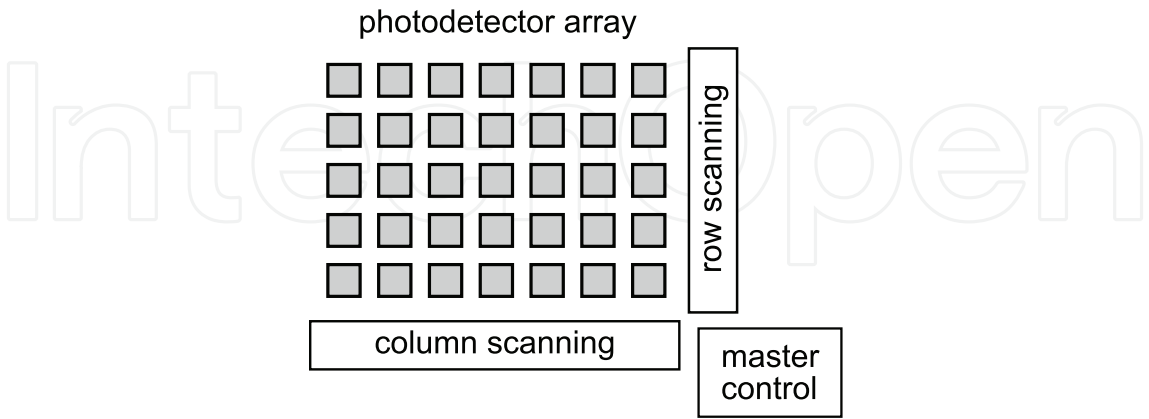 photodetector array
IntechOpen
row scanning
column scanning
master
control